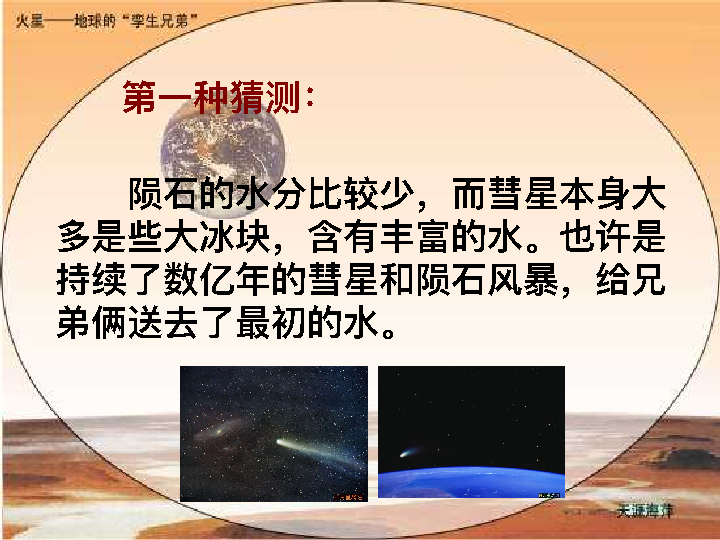 火星——地球的“孪生兄弟”
第一种猜测：
陨石的水分比较少，而彗星本身大
多是些大冰块，含有丰富的水。也许是
持续了数亿年的彗星和陨石风暴，给兄
弟俩送去了最初的水。
天涯海洋